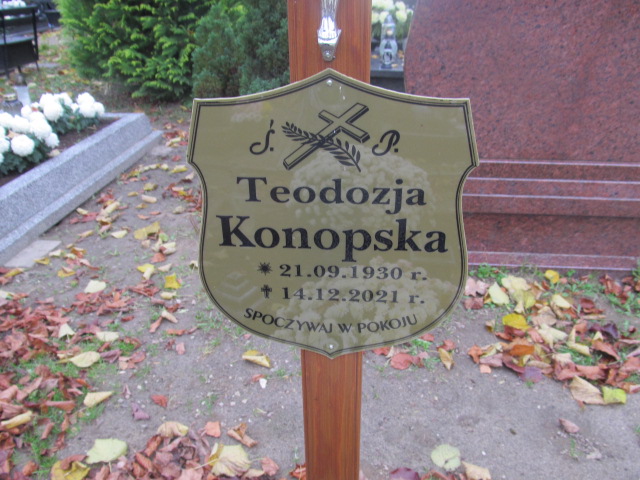 Ś. P.
Teodozja
Konopska
* 21.09.1930 r.
✟ 14.12.2021 r.
SPOCZYWAJ W POKOJU